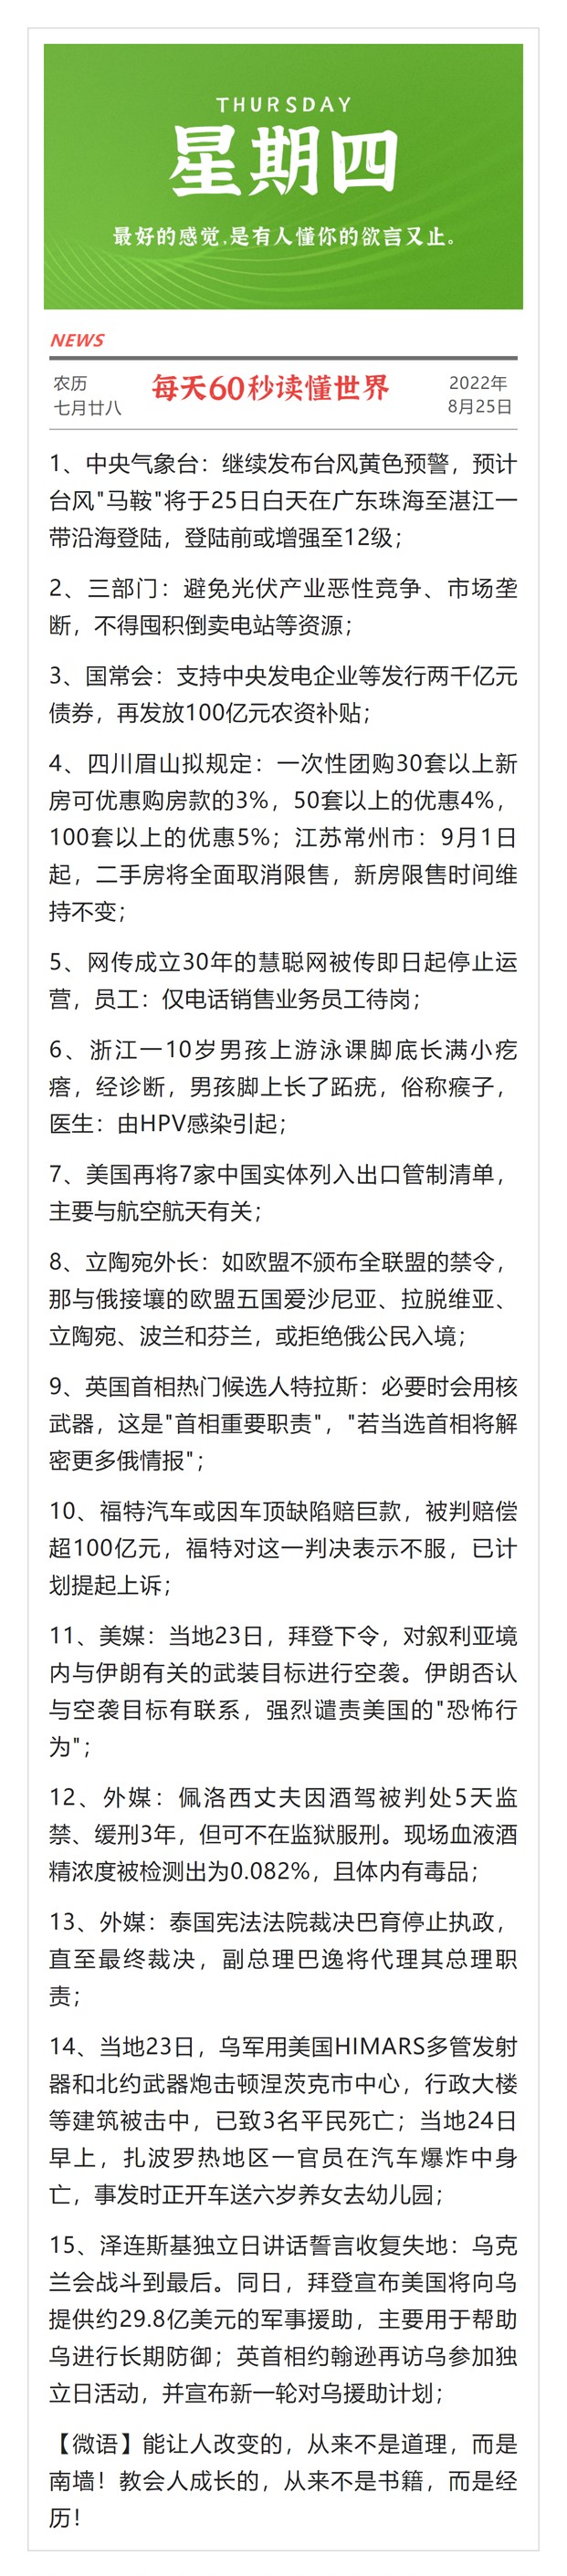 THURSDAY
星期四
最好的感觉,是有人懂你的欲言又止。
NEWS
农历
七月廿八
每天60秒读懂世界
2022年
8月25日
1、中央气象台：继续发布台风黄色预警，预计
台风"马鞍"将于25日白天在广东珠海至湛江一
带沿海登陆，登陆前或增强至12级；
2、三部门：避免光伏产业恶性竞争、市场垄
断，不得囤积倒卖电站等资源；
3、国常会：支持中央发电企业等发行两千亿元
债券，再发放100亿元农资补贴；
4、四川眉山拟规定：一次性团购30套以上新
房可优惠购房款的3%，50套以上的优惠4%，
100套以上的优惠5%；江苏常州市：9月1日
起，二手房将全面取消限售，新房限售时间维
持不变；
5、网传成立30年的慧聪网被传即日起停止运
营，员工：仅电话销售业务员工待岗；
6、浙江一10岁男孩上游泳课脚底长满小疙
瘩，经诊断，男孩脚上长了跖疣，俗称瘊子，
医生：由HPV感染引起；
7、美国再将7家中国实体列入出口管制清单，
主要与航空航天有关；
8、立陶宛外长：如欧盟不颁布全联盟的禁令，
那与俄接壤的欧盟五国爱沙尼亚、拉脱维亚、
立陶宛、波兰和芬兰，或拒绝俄公民入境；
9、英国首相热门候选人特拉斯：必要时会用核
武器，这是"首相重要职责"，"若当选首相将解
密更多俄情报"；
10、福特汽车或因车顶缺陷赔巨款，被判赔偿
超100亿元，福特对这一判决表示不服，已计
划提起上诉；
11、美媒：当地23日，拜登下令，对叙利亚境
内与伊朗有关的武装目标进行空袭。伊朗否认
与空袭目标有联系，强烈谴责美国的"恐怖行
为"；
12、外媒：佩洛西丈夫因酒驾被判处5天监
禁、缓刑3年，但可不在监狱服刑。现场血液酒
精浓度被检测出为0.082%，且体内有毒品；
13、外媒：泰国宪法法院裁决巴育停止执政，
直至最终裁决，副总理巴逸将代理其总理职
责；
14、当地23日，乌军用美国HIMARS多管发射
器和北约武器炮击顿涅茨克市中心，行政大楼
等建筑被击中，已致3名平民死亡；当地24日
早上，扎波罗热地区一官员在汽车爆炸中身
亡，事发时正开车送六岁养女去幼儿园；
15、泽连斯基独立日讲话誓言收复失地：乌克
兰会战斗到最后。同日，拜登宣布美国将向乌
提供约29.8亿美元的军事援助，主要用于帮助
乌进行长期防御；英首相约翰逊再访乌参加独
立日活动，并宣布新一轮对乌援助计划；
【微语】能让人改变的，从来不是道理，而是
南墙！教会人成长的，从来不是书籍，而是经
历！